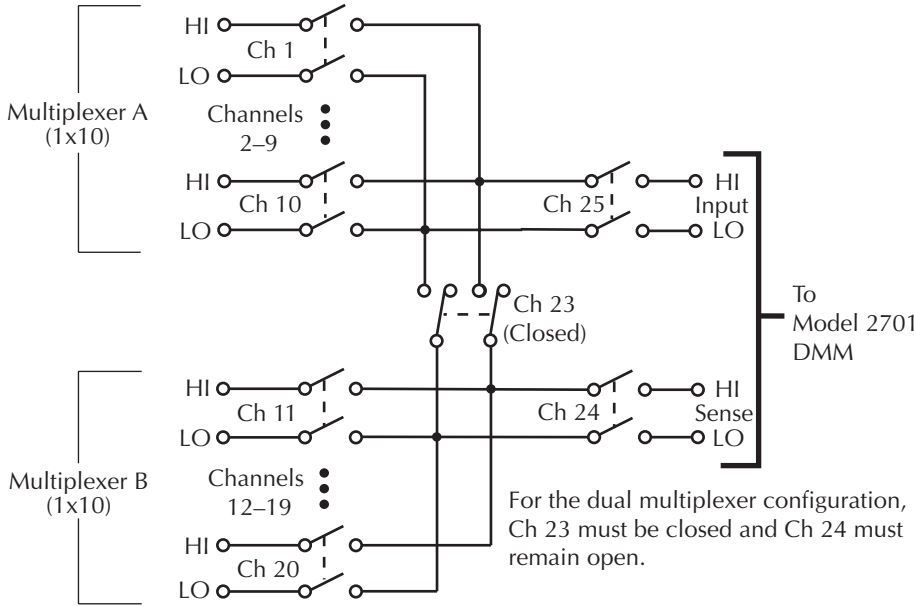 Multiplexer A
(1x10)
HI
Ch 1
LO
Channels
2–9
HI
Ch 10
LO
Ch 25
HI
Input
LO
Ch 23
(Closed)
To
Model 2701
DMM
Multiplexer B
(1x10)
HI
Ch 11
LO
Channels
12–19
HI
Ch 20
LO
Ch 24
HI
Sense
LO
For the dual multiplexer configuration,
Ch 23 must be closed and Ch 24 must
remain open.